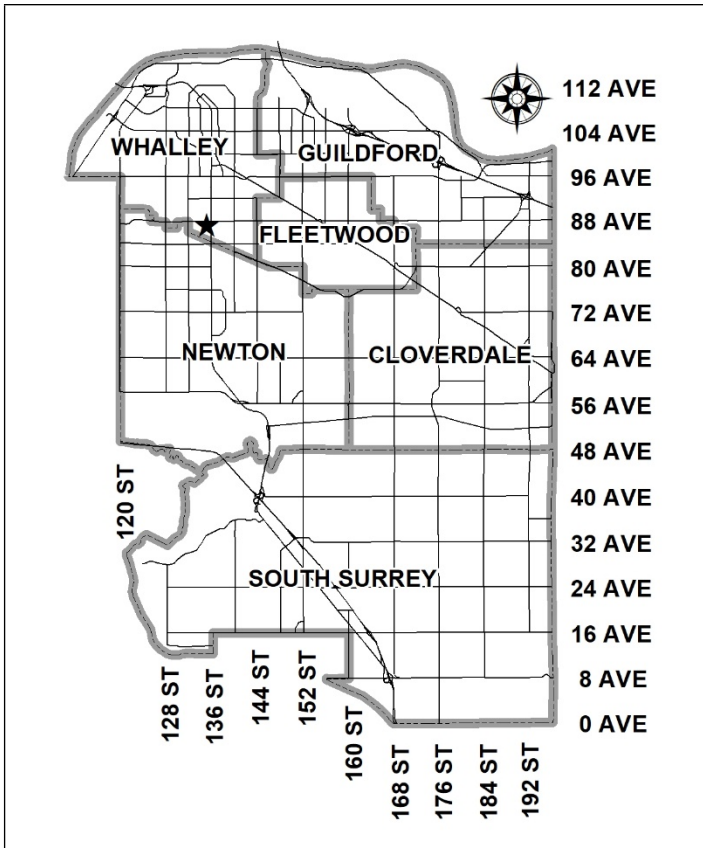 112 AVE
104 AVE
WHALLEY
GUILDFORD
96 AVE
88 AVE
FLEETWOOD
80 AVE
72 AVE
NEWTON
CLOVERDALE
64 AVE
56 AVE
48 AVE
120 ST
40 AVE
32 AVE
SOUTH SURREY
24 AVE
16 AVE
128 ST
136 ST
144 ST
152 ST
160 ST
8 AVE
0 AVE
168 ST
176 ST
184 ST
192 ST